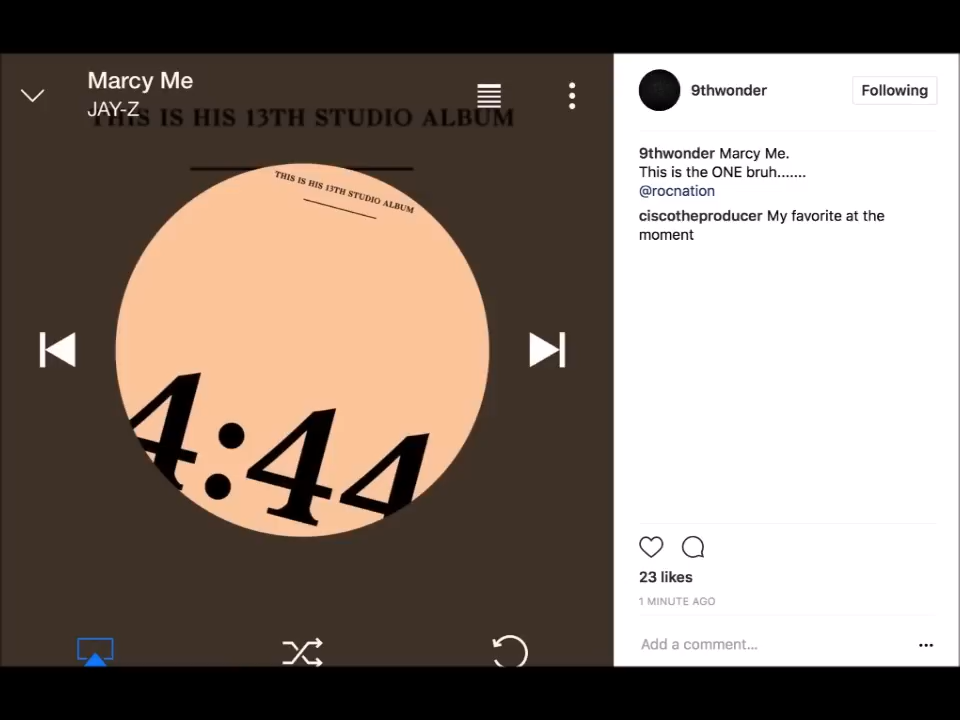 Marcy Me
JAY-Z
THIS IS HIS 13TH STUDIO ALBUM
THIS IS HIS 13TH STUDIO ALBUM
4:44
9thwonder
Following
9thwonder Marcy Me.
This is the ONE bruh.......
@rocnation
ciscotheproducer My favorite at the
moment
23 likes
1 MINUTE AGO
Add a comment...